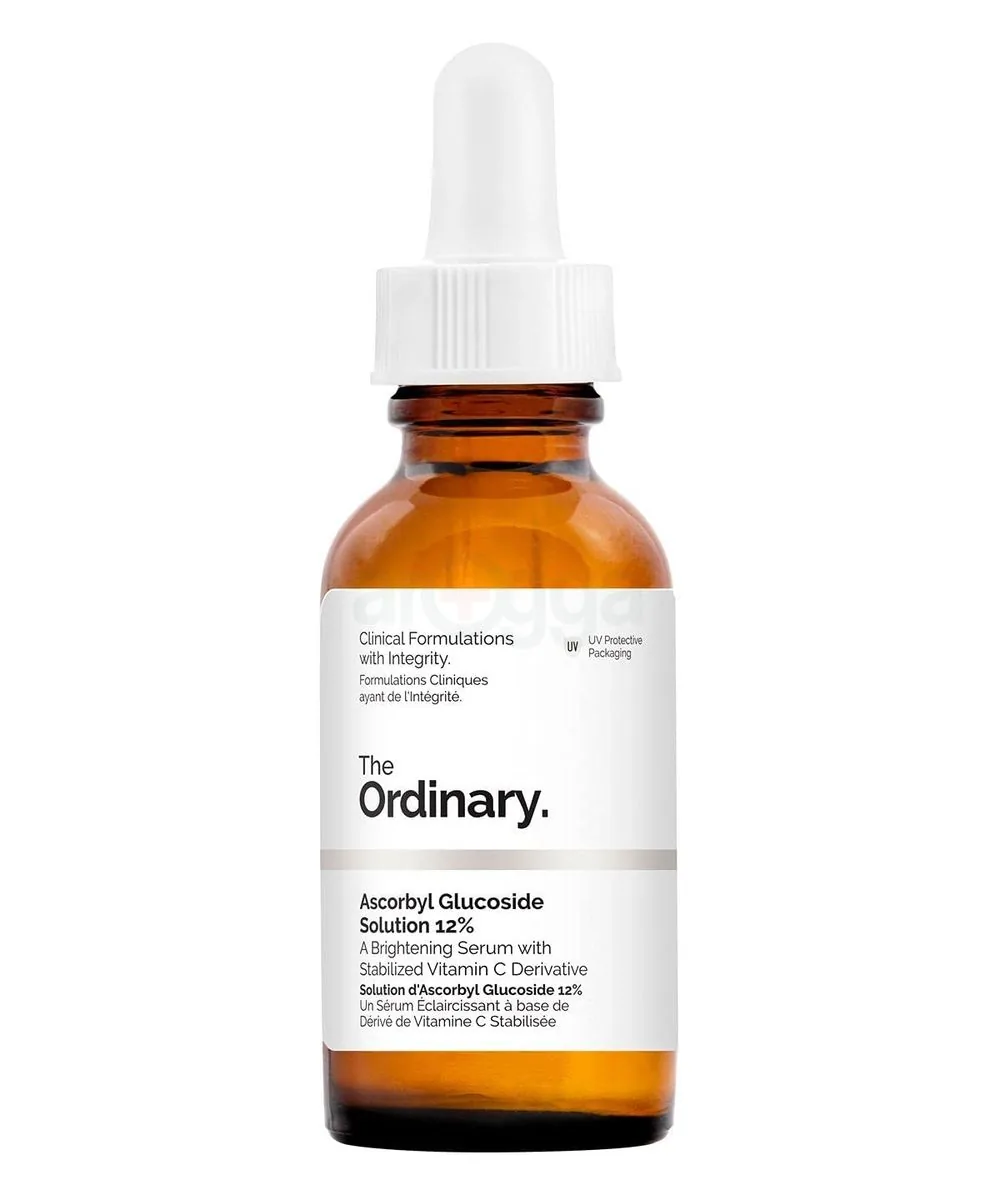 arogga
Clinical Formulations
with Integrity.
Formulations Cliniques
ayant de l'Intégrité.
UV
UV Protective
Packaging
The
Ordinary.
Ascorbyl Glucoside
Solution 12%
A Brightening Serum with
Stabilized Vitamin C Derivative
Solution d'Ascorbyl Glucoside 12%
Un Sérum Éclaircissant à base de
Dérivé de Vitamine C Stabilisée